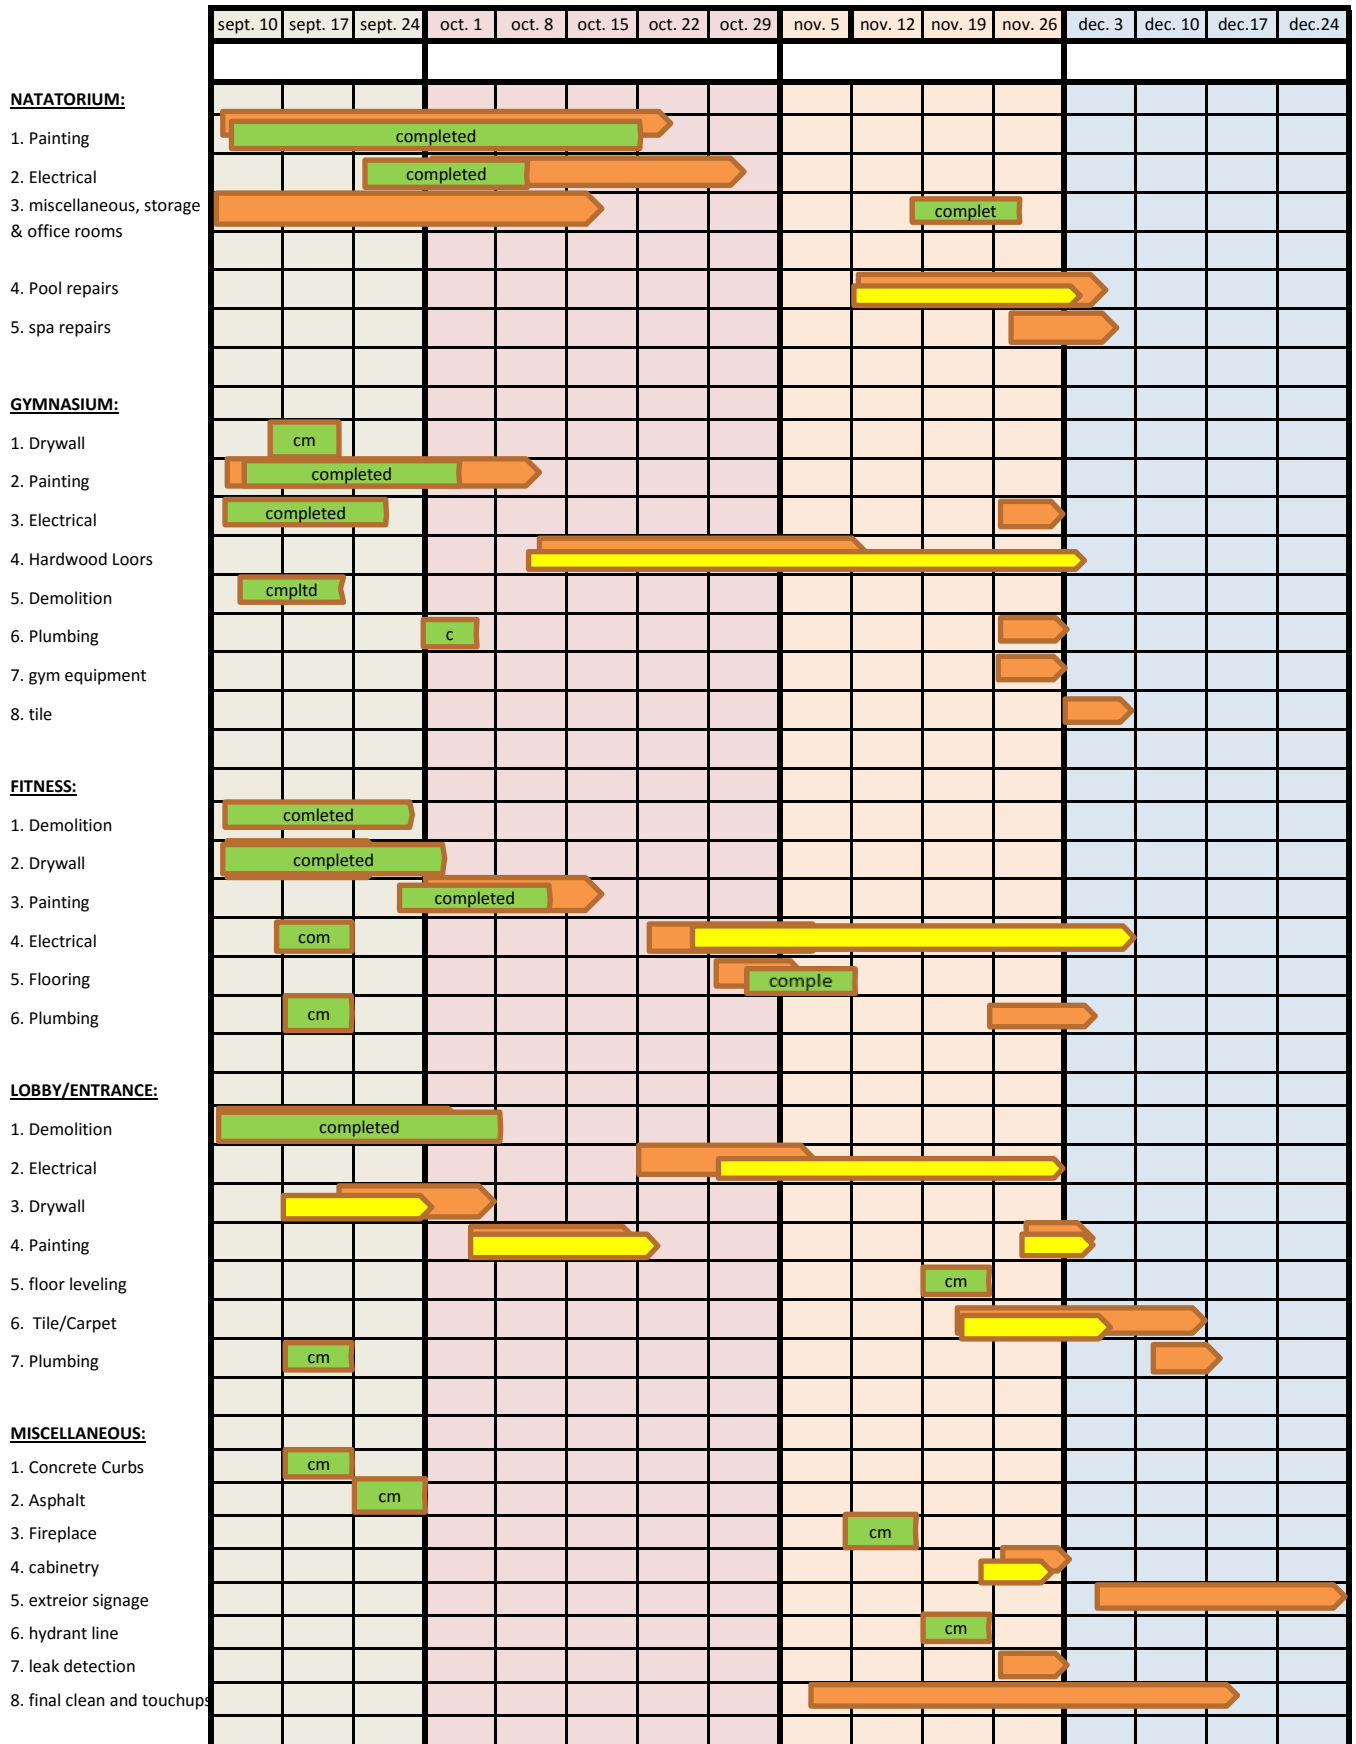 sept. 10 sept. 17 sept. 24 oct. 1 oct. 8 oct. 15 oct. 22 oct. 29 nov. 5 nov. 12 nov. 19 nov. 26 dec. 3 dec. 10 dec.17 dec.24
NATATORIUM:
1. Painting completed
2. Electrical completed
3. miscellaneous, storage complet
& office rooms
4. Pool repairs
5. spa repairs
GYMNASIUM:
1. Drywall cm
2. Painting completed
3. Electrical completed
4. Hardwood Loors
5. Demolition cmpltd
6. Plumbing c
7. gym equipment
8. tile
FITNESS:
1. Demolition comleted
2. Drywall completed
3. Painting completed
4. Electrical com
5. Flooring comple
6. Plumbing cm
LOBBY/ENTRANCE:
1. Demolition completed
2. Electrical
3. Drywall
4. Painting
5. floor leveling cm
6. Tile/Carpet
7. Plumbing cm
MISCELLANEOUS:
1. Concrete Curbs cm
2. Asphalt cm
3. Fireplace cm
4. cabinetry
5. extreior signage
6. hydrant line cm
7. leak detection
8. final clean and touchups